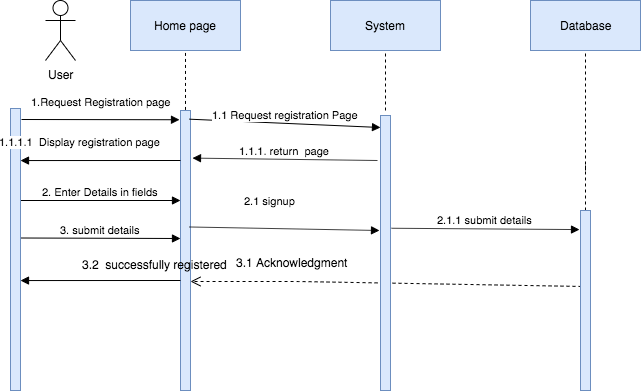 Home page
System
Database
User
1.Request Registration page
1.1 Request registration Page
1.1.1.1  Display registration page
1.1.1. return  page
2. Enter Details in fields
2.1 signup
2.1.1 submit details
3. submit details
3.2  successfully registered
3.1 Acknowledgment